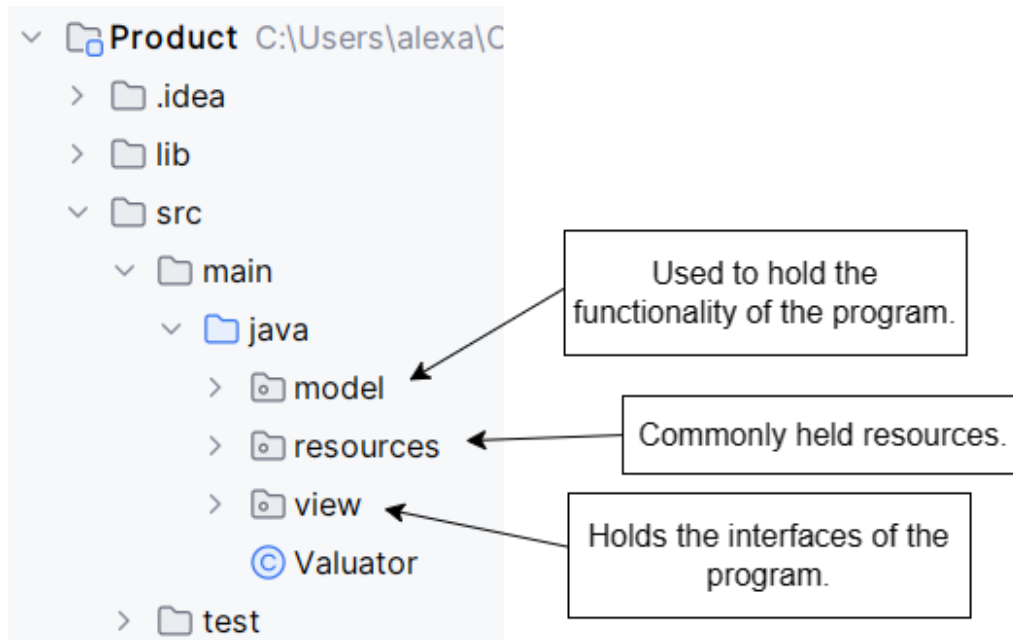 Product C:\Users\alexa\C
.idea
lib
src
main
java
model
resources
view
Valuator
test
Used to hold the
functionality of the program.
Commonly held resources.
Holds the interfaces of the
program.